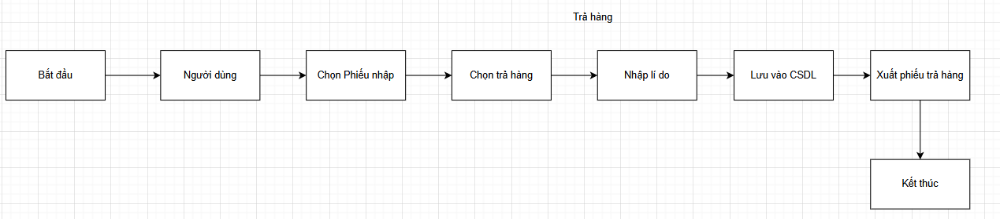 Trả hàng
Bắt đầu
Người dùng
Chọn Phiếu nhập
Chọn trả hàng
Nhập lí do
Lưu vào CSDL
Xuất phiếu trả hàng
Kết thúc